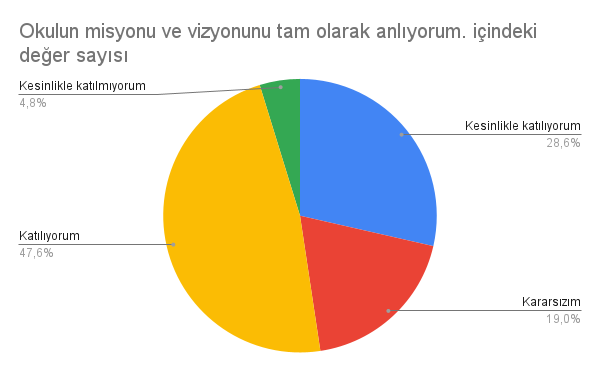 Okulun misyonu ve vizyonunu tam olarak anlıyorum. içindeki
değer sayısı
Kesinlikle katılmıyorum
4,8%
Kesinlikle katılıyorum
28,6%
Katılıyorum
47,6%
Kararsızım
19,0%